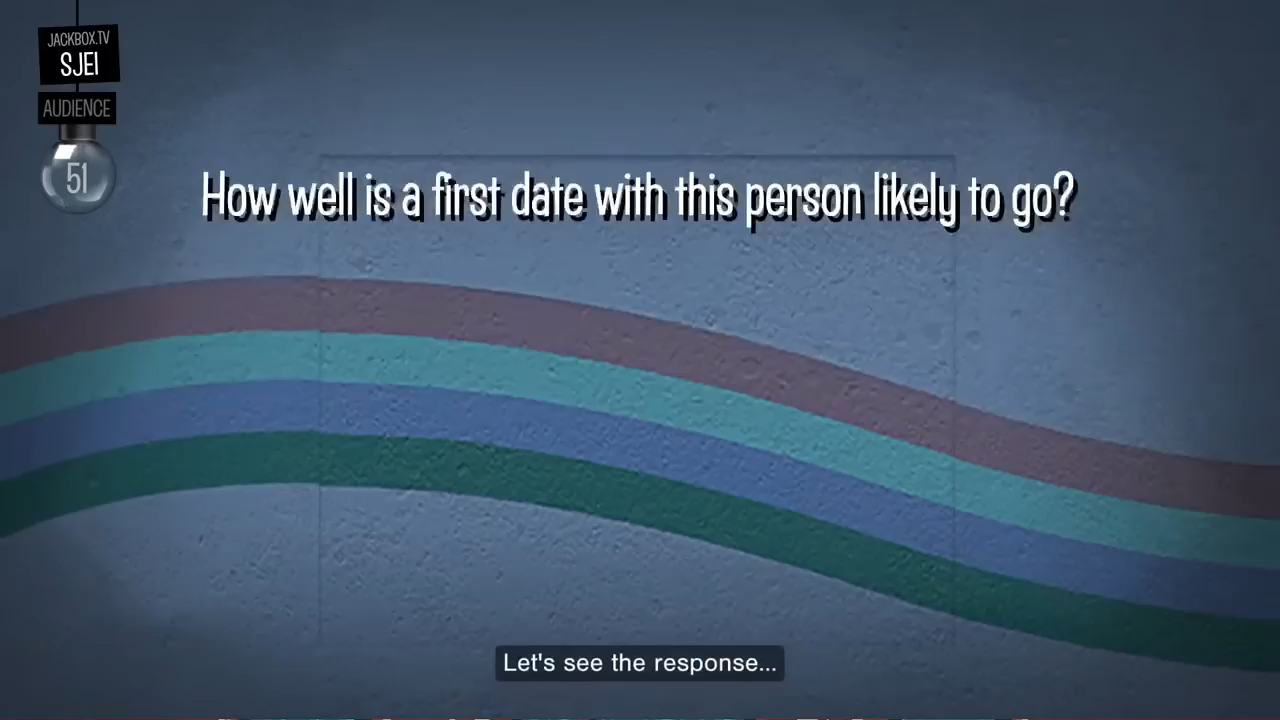 JACKBOX.TV
SJEI
AUDIENCE
51
How well is a first date with this person likely to go?
Let's see the response...